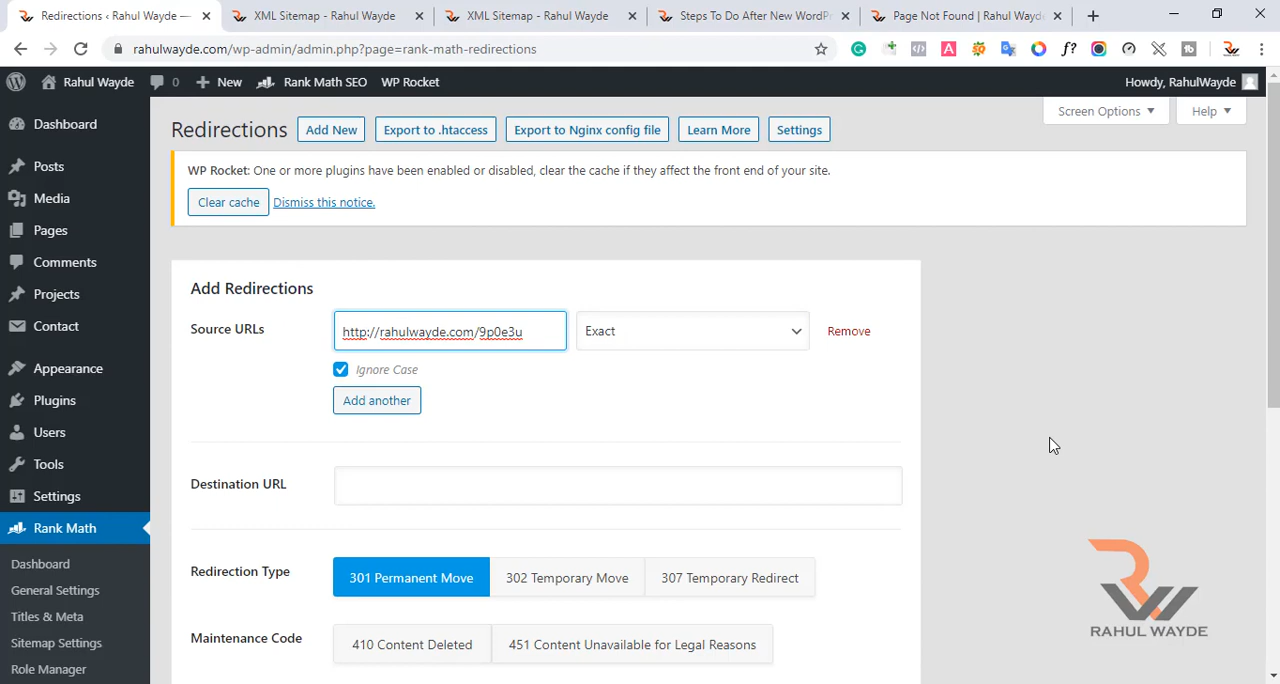 Redirections ‹ Rahul Wayde —
XML Sitemap - Rahul Wayde
XML Sitemap - Rahul Wayde
Steps To Do After New WordPr
Page Not Found | Rahul Wayde
rahulwayde.com/wp-admin/admin.php?page=rank-math-redirections
Rahul Wayde
0
New
Rank Math SEO
WP Rocket
Howdy, RahulWayde
Dashboard
Posts
Media
Pages
Comments
Projects
Contact
Appearance
Plugins
Users
Tools
Settings
Rank Math
Dashboard
General Settings
Titles & Meta
Sitemap Settings
Role Manager
Screen Options
Help
Redirections
Add New
Export to .htaccess
Export to Nginx config file
Learn More
Settings
WP Rocket: One or more plugins have been enabled or disabled, clear the cache if they affect the front end of your site.
Clear cache
Dismiss this notice.
Add Redirections
Source URLs
http://rahulwayde.com/9p0e3u
Exact
Remove
Ignore Case
Add another
Destination URL
Redirection Type
301 Permanent Move
302 Temporary Move
307 Temporary Redirect
Maintenance Code
410 Content Deleted
451 Content Unavailable for Legal Reasons
RAHUL WAYDE